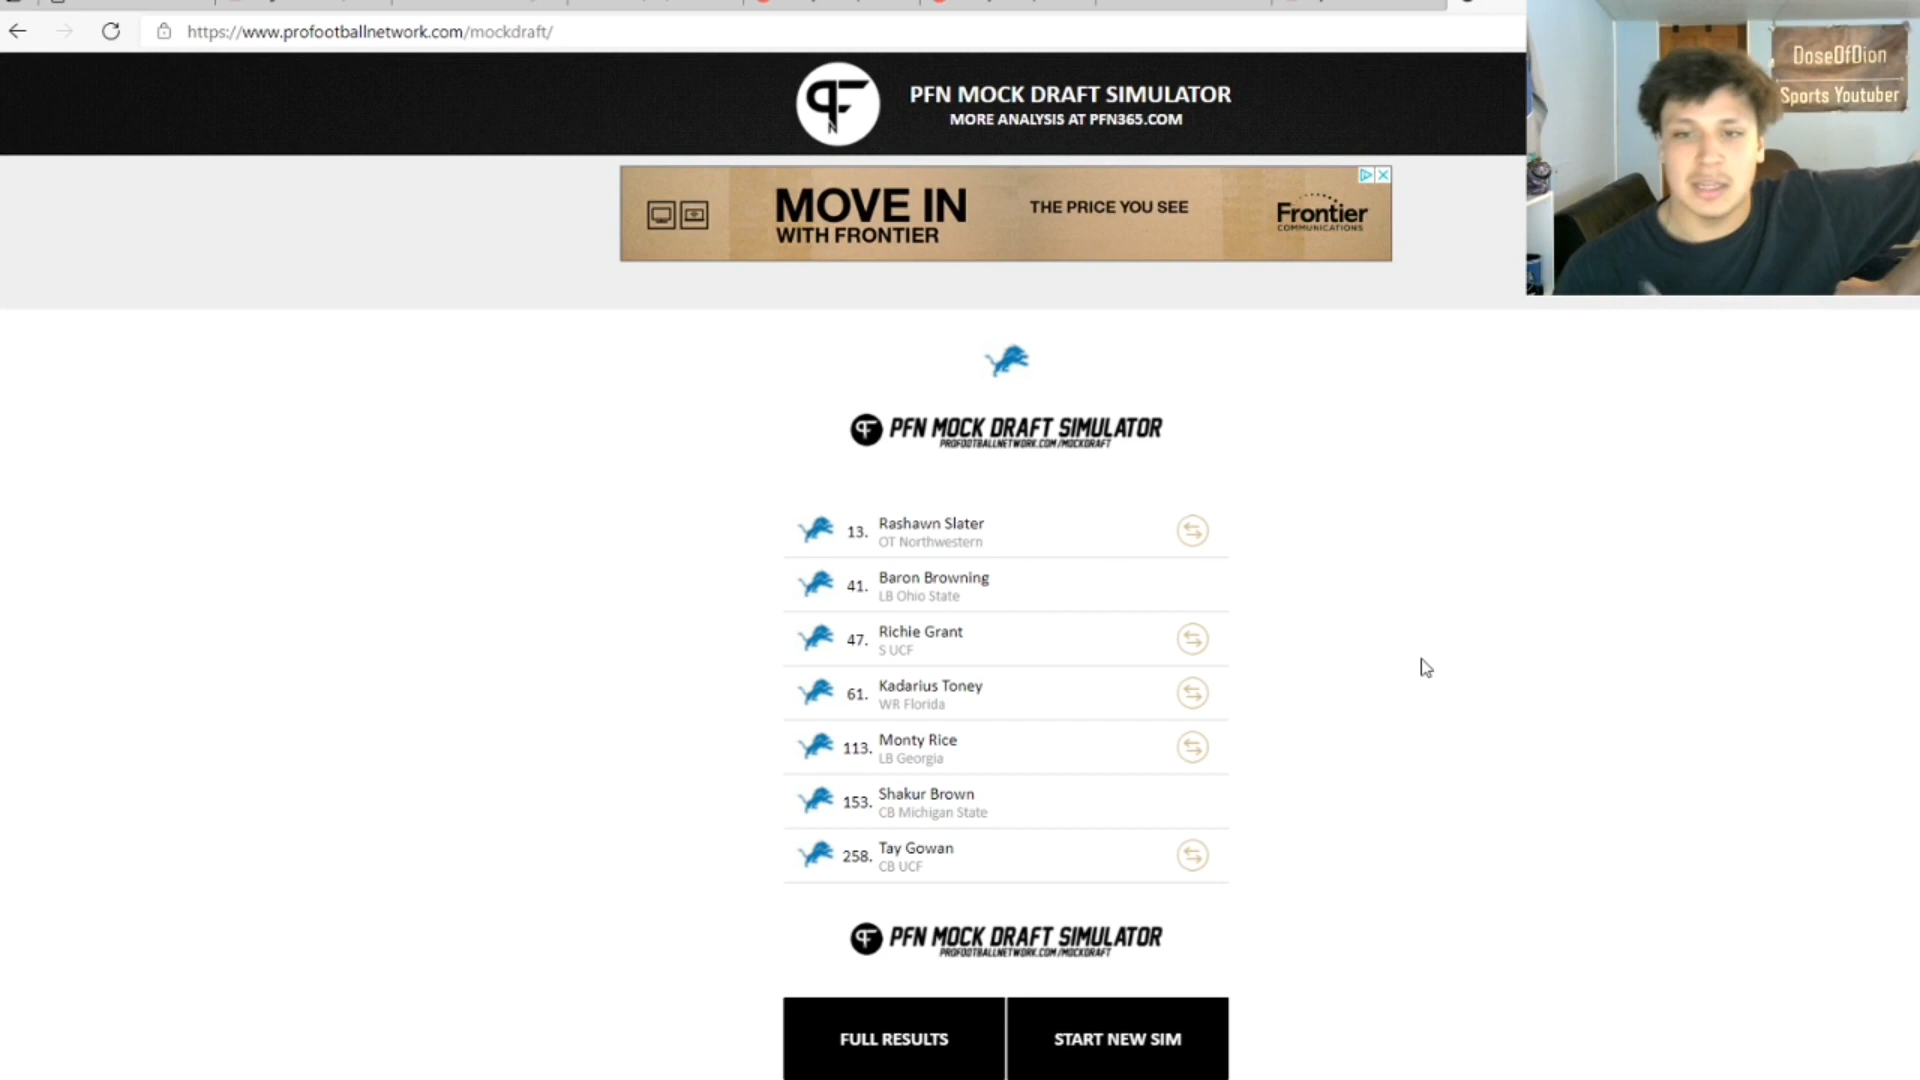 https://www.profootballnetwork.com/mockdraft/
PFN MOCK DRAFT SIMULATOR
MORE ANALYSIS AT PFN365.COM
DoseOfDion
Sports Youtuber
MOVE IN
WITH FRONTIER
THE PRICE YOU SEE
Frontier
COMMUNICATIONS
PFN MOCK DRAFT SIMULATOR
PROFOOTBALLNETWORK.COM/MOCKDRAFT
13. Rashawn Slater
OT Northwestern
41. Baron Browning
LB Ohio State
47. Richie Grant
S UCF
61. Kadarius Toney
WR Florida
113. Monty Rice
LB Georgia
153. Shakur Brown
CB Michigan State
258. Tay Gowan
CB UCF
PFN MOCK DRAFT SIMULATOR
PROFOOTBALLNETWORK.COM/MOCKDRAFT
FULL RESULTS
START NEW SIM